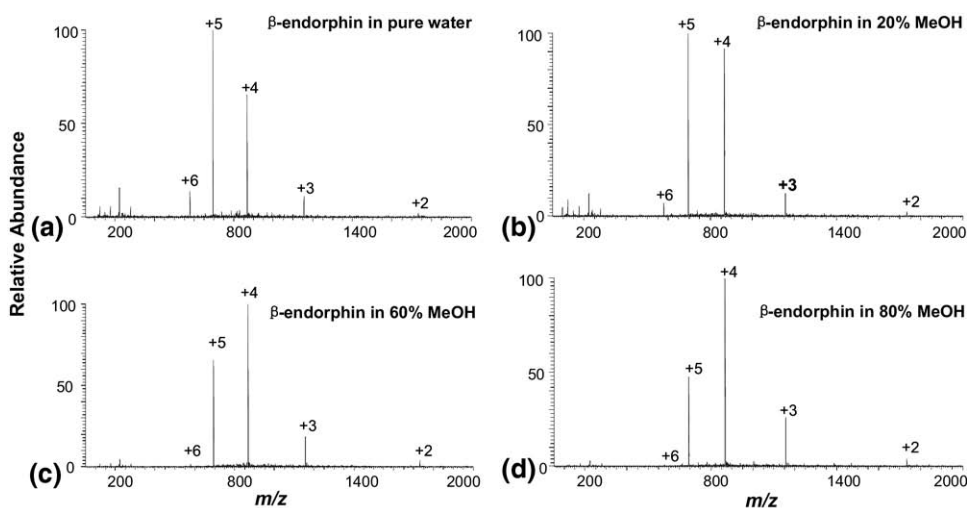 β-endorphin in pure water
+5
+4
+6
+3
+2
100
50
0
200 800 1400 2000
(a)
β-endorphin in 20% MeOH
+5
+4
+6
+3
+2
100
50
0
200 800 1400 2000
(b)
Relative Abundance
β-endorphin in 60% MeOH
+4
+5
+6
+3
+2
100
50
0
200 800 1400 2000
(c)
m/z
β-endorphin in 80% MeOH
+4
+5
+6
+3
+2
100
50
0
200 800 1400 2000
(d)
m/z